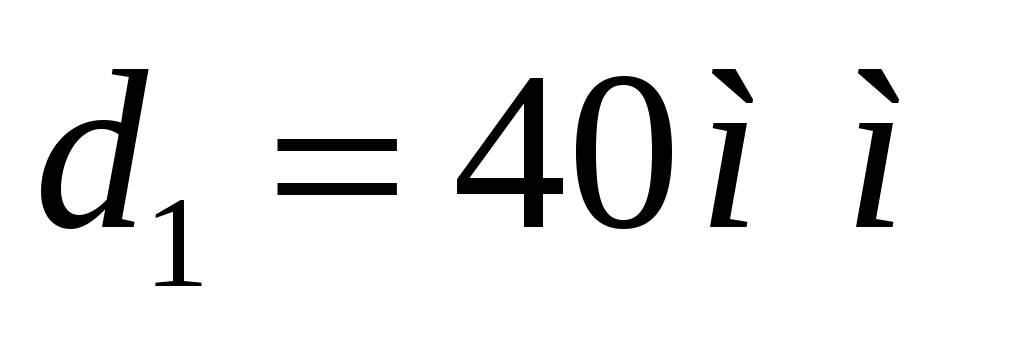 d₁ = 40ì ì